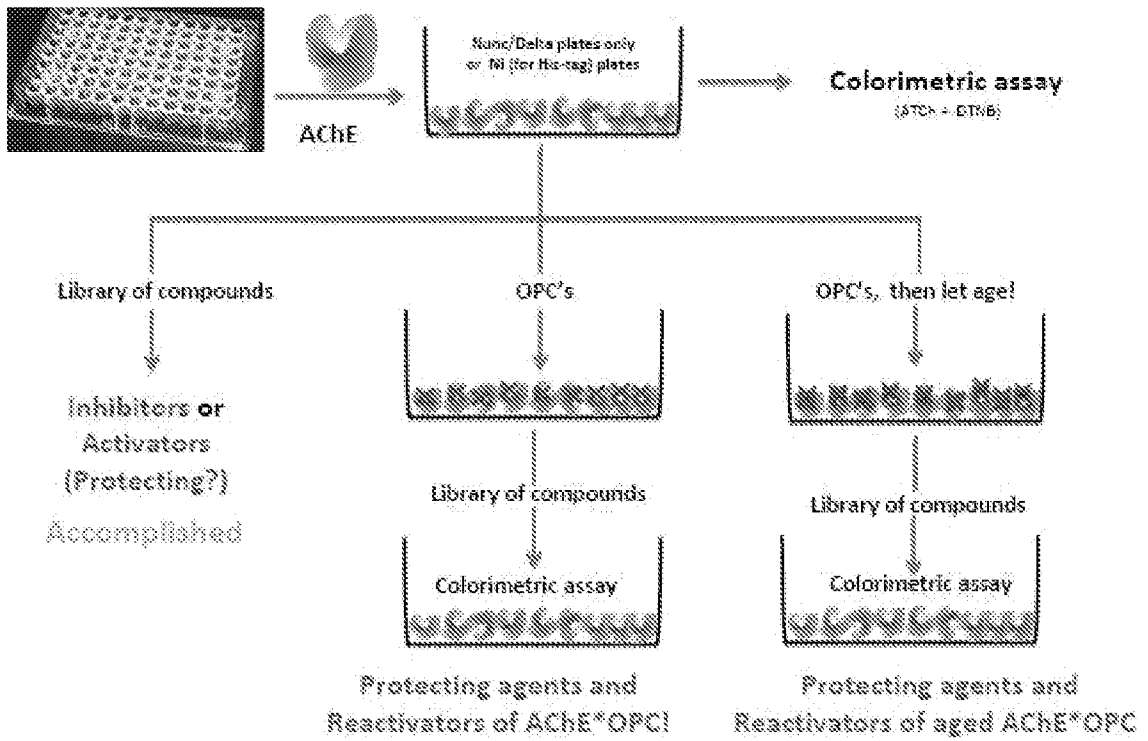 Nunc/Delta plates only
or Ni (for His-tag) plates
AChE
Colorimetric assay
(ATCh + DTNB)
Library of compounds
OPC's
OPC's, then let age!
Inhibitors or
Activators
(Protecting?)
Accomplished
Library of compounds
Library of compounds
Colorimetric assay
Colorimetric assay
Protecting agents and
Reactivators of AChE*OPC!
Protecting agents and
Reactivators of aged AChE*OPC